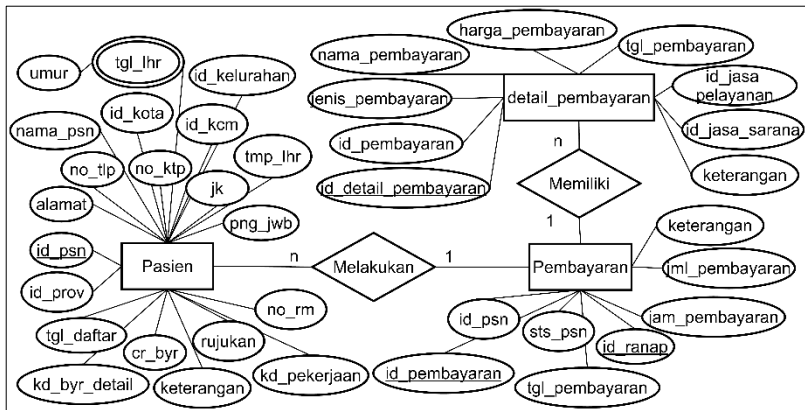 harga_pembayaran
tgl_lhr
nama_pembayaran
tgl_pembayaran
umur
id_kelurahan
id_jasa
pelayanan
jenis_pembayaran
detail_pembayaran
id_kota
nama_psn
id_kcm
id_jasa_sarana
id_pembayaran
n
no_tlp
no_ktp
tmp_lhr
keterangan
id_detail_pembayaran
Memiliki
jk
alamat
png_jwb
1
keterangan
id_psn
Pasien
n
Melakukan
1
Pembayaran
jml_pembayaran
id_prov
no_rm
id_psn
sts_psn
jam_pembayaran
tgl_daftar
rujukan
id_ranap
cr_byr
id_pembayaran
kd_byr_detail
keterangan
kd_pekerjaan
tgl_pembayaran